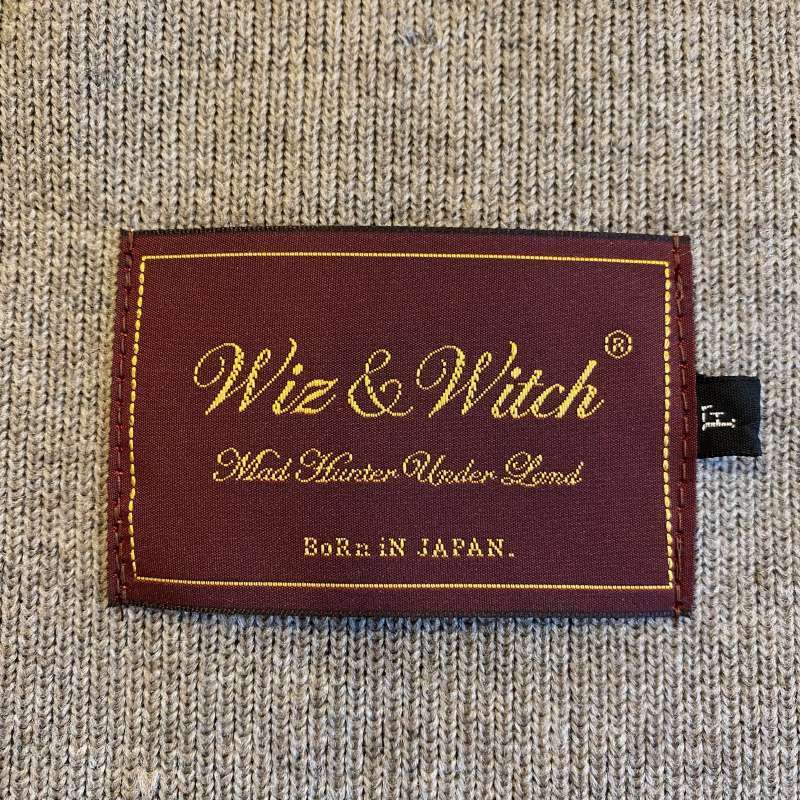 Wiz & Witch®
Mad Hunter Under Land
BoRn iN JAPAN.